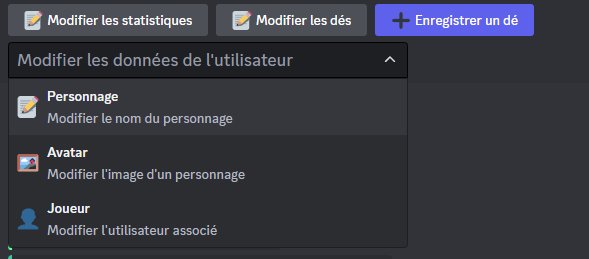 Modifier les statistiques
Modifier les dés
Enregistrer un dé
Modifier les données de l'utilisateur
Personnage
Modifier le nom du personnage
Avatar
Modifier l'image d'un personnage
Joueur
Modifier l'utilisateur associé